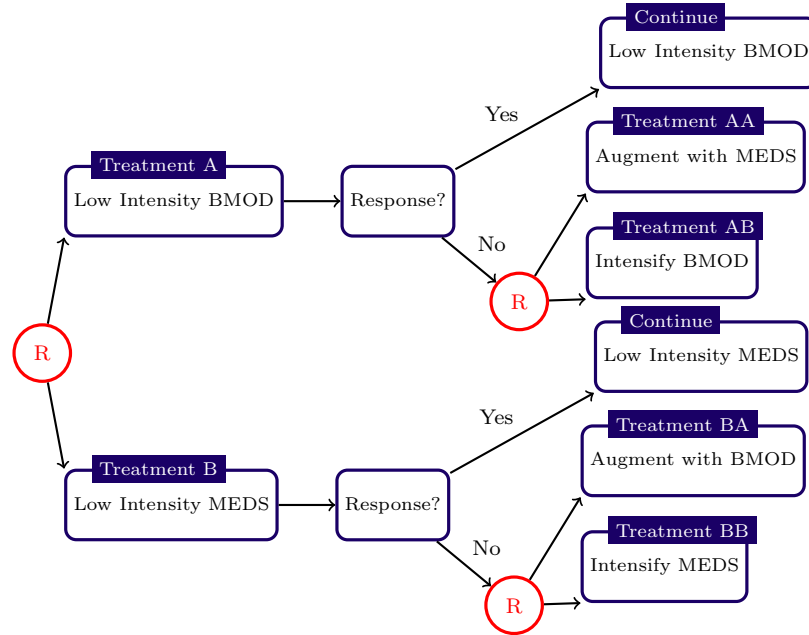 Continue
Low Intensity BMOD
Yes
Treatment AA
Augment with MEDS
Treatment A
Low Intensity BMOD
Response?
No
Treatment AB
Intensify BMOD
R
R
Continue
Low Intensity MEDS
Yes
Treatment BA
Augment with BMOD
Treatment B
Low Intensity MEDS
Response?
No
Treatment BB
Intensify MEDS
R